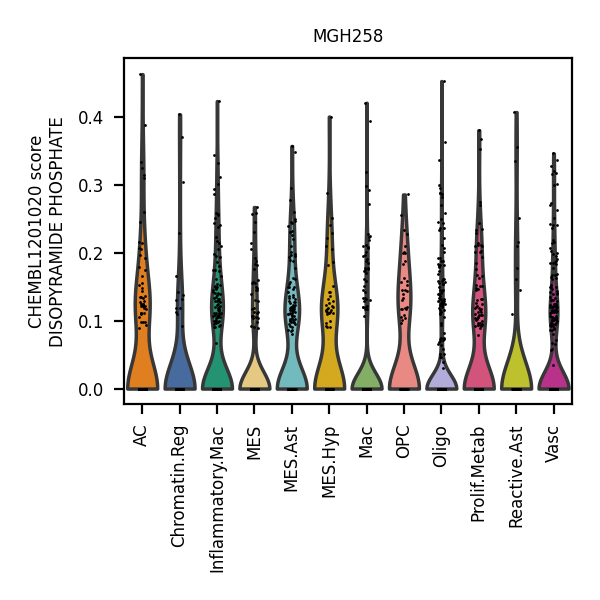 MGH258
CHEMBL1201020 score
DISOPYRAMIDE PHOSPHATE
0.4
0.3
0.2
0.1
0.0
AC
Chromatin.Reg
Inflammatory.Mac
MES
MES.Ast
MES.Hyp
Mac
OPC
Oligo
Prolif.Metab
Reactive.Ast
Vasc